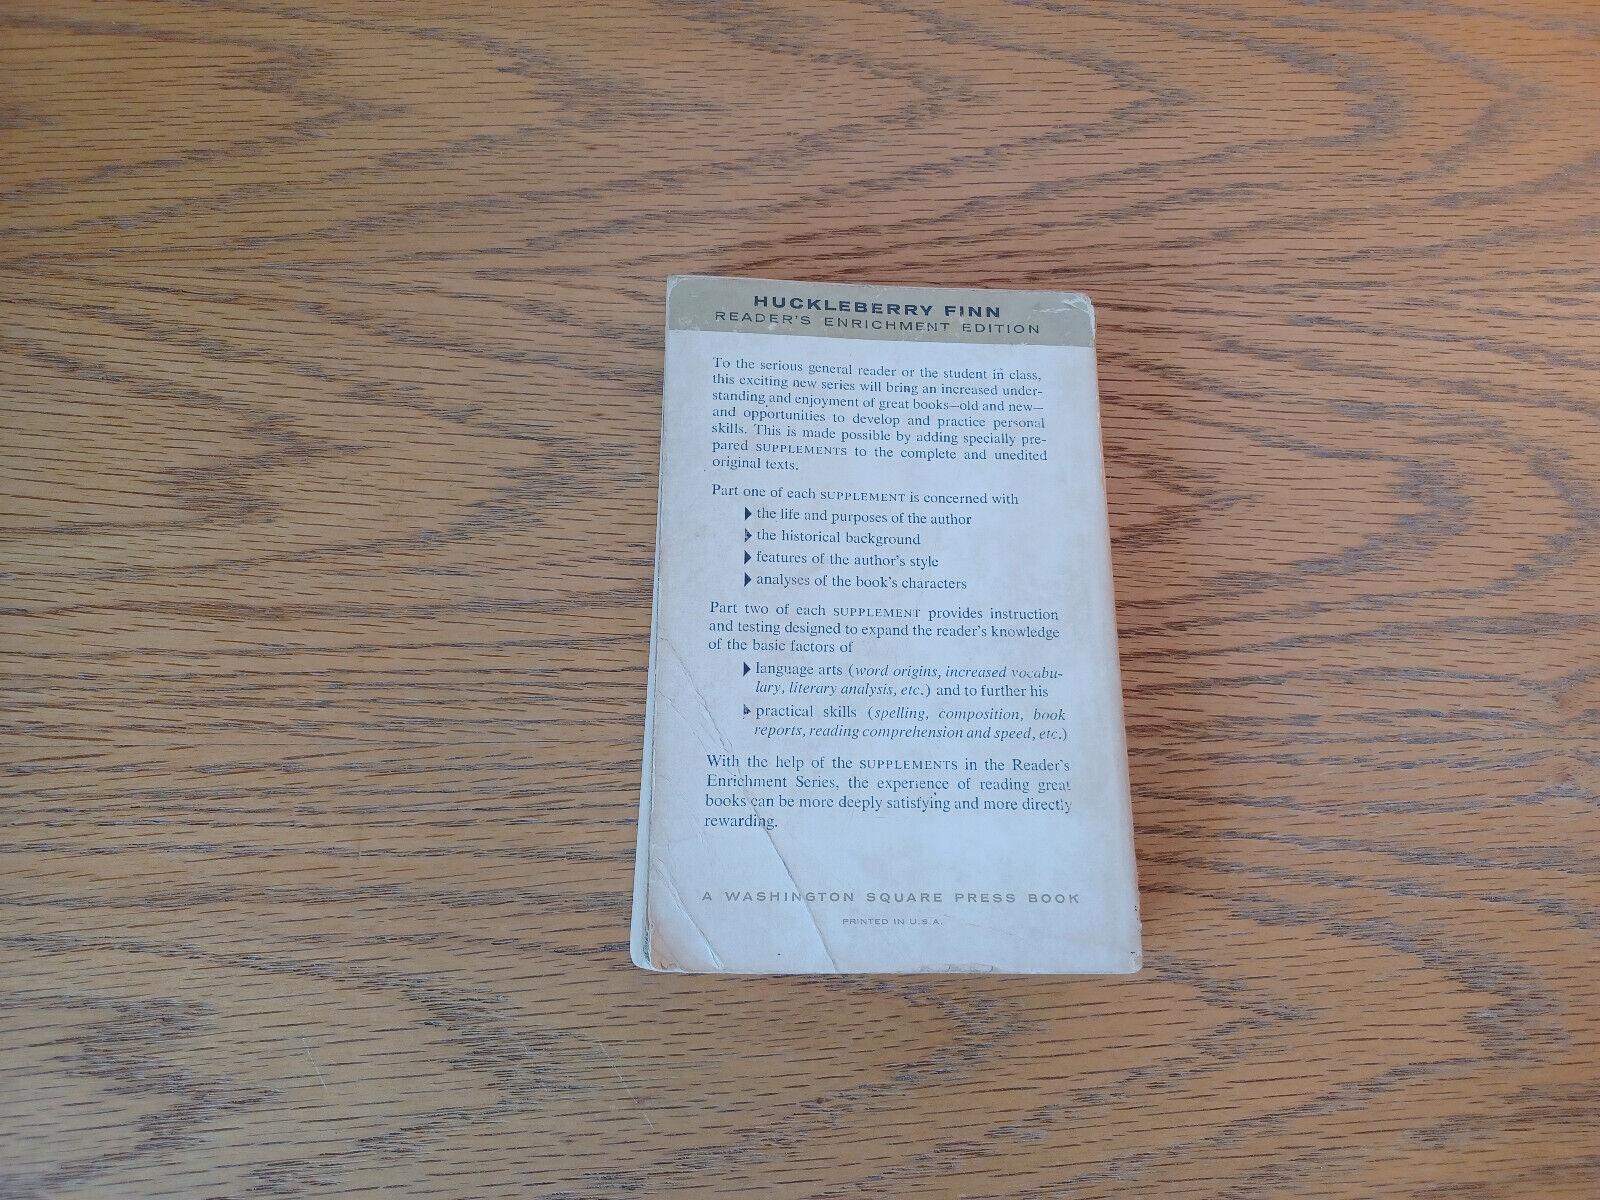 HUCKLEBERRY FINN
READER'S ENRICHMENT EDITION
To the serious general reader or the student in class,
this exciting new series will bring an increased under-
standing and enjoyment of great books—old and new—
and opportunities to develop and practice personal
skills. This is made possible by adding specially pre-
pared SUPPLEMENTS to the complete and unedited
original texts.
Part one of each SUPPLEMENT is concerned with
the life and purposes of the author
the historical background
features of the author's style
analyses of the book's characters
Part two of each SUPPLEMENT provides instruction
and testing designed to expand the reader's knowledge
of the basic factors of
language arts (word origins, increased vocabu-
lary, literary analysis, etc.) and to further his
practical skills (spelling, composition, book
reports, reading comprehension and speed, etc.)
With the help of the SUPPLEMENTS in the Reader's
Enrichment Series, the experience of reading great
books can be more deeply satisfying and more directly
rewarding.
A WASHINGTON SQUARE PRESS BOOK
PRINTED IN U.S.A.